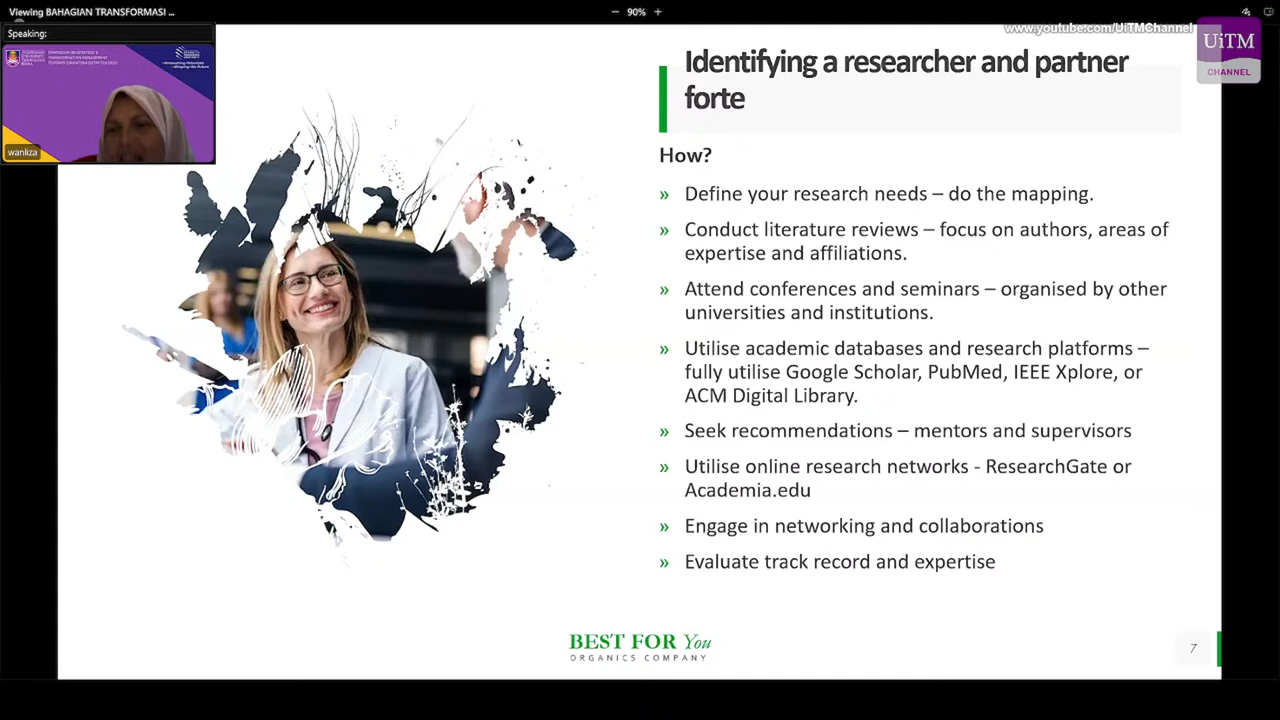 Viewing BAHAGIAN TRANSFORMASI ...
90%
Speaking:
wanliza
www.youtube.com/UiTMChannel
UiTM
CHANNEL
Identifying a researcher and partner
forte
How?
» Define your research needs – do the mapping.
» Conduct literature reviews – focus on authors, areas of
expertise and affiliations.
» Attend conferences and seminars – organised by other
universities and institutions.
» Utilise academic databases and research platforms –
fully utilise Google Scholar, PubMed, IEEE Xplore, or
ACM Digital Library.
» Seek recommendations – mentors and supervisors
» Utilise online research networks - ResearchGate or
Academia.edu
» Engage in networking and collaborations
» Evaluate track record and expertise
BEST FOR You
ORGANICS COMPANY
7